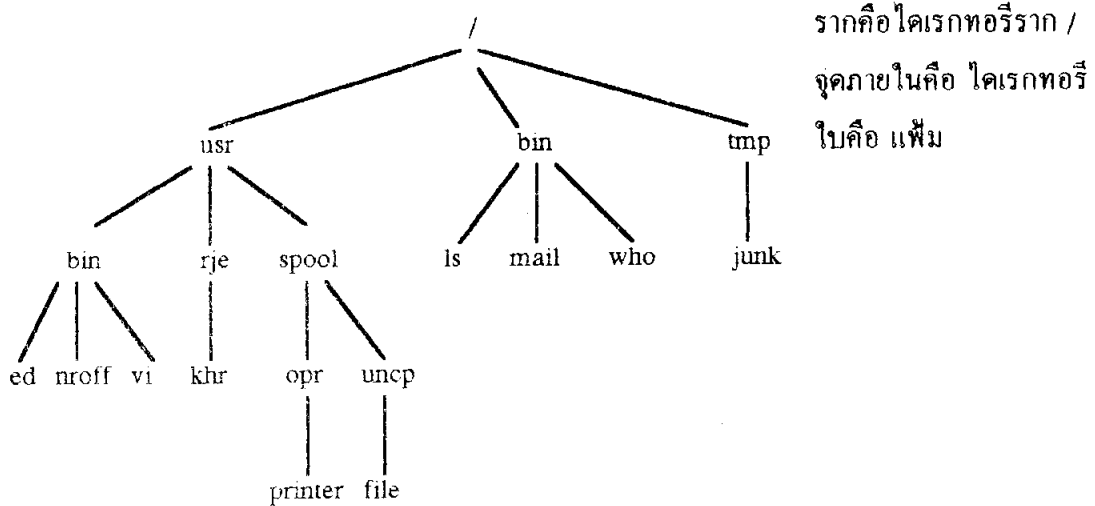 /
รากคือไดเรกทอรีราก /
จุดภายในคือ ไดเรกทอรี
ใบคือ แฟ้ม
usr bin tmp
bin rje spool ls mail who junk
ed nroff vi khr opr uncp
printer file